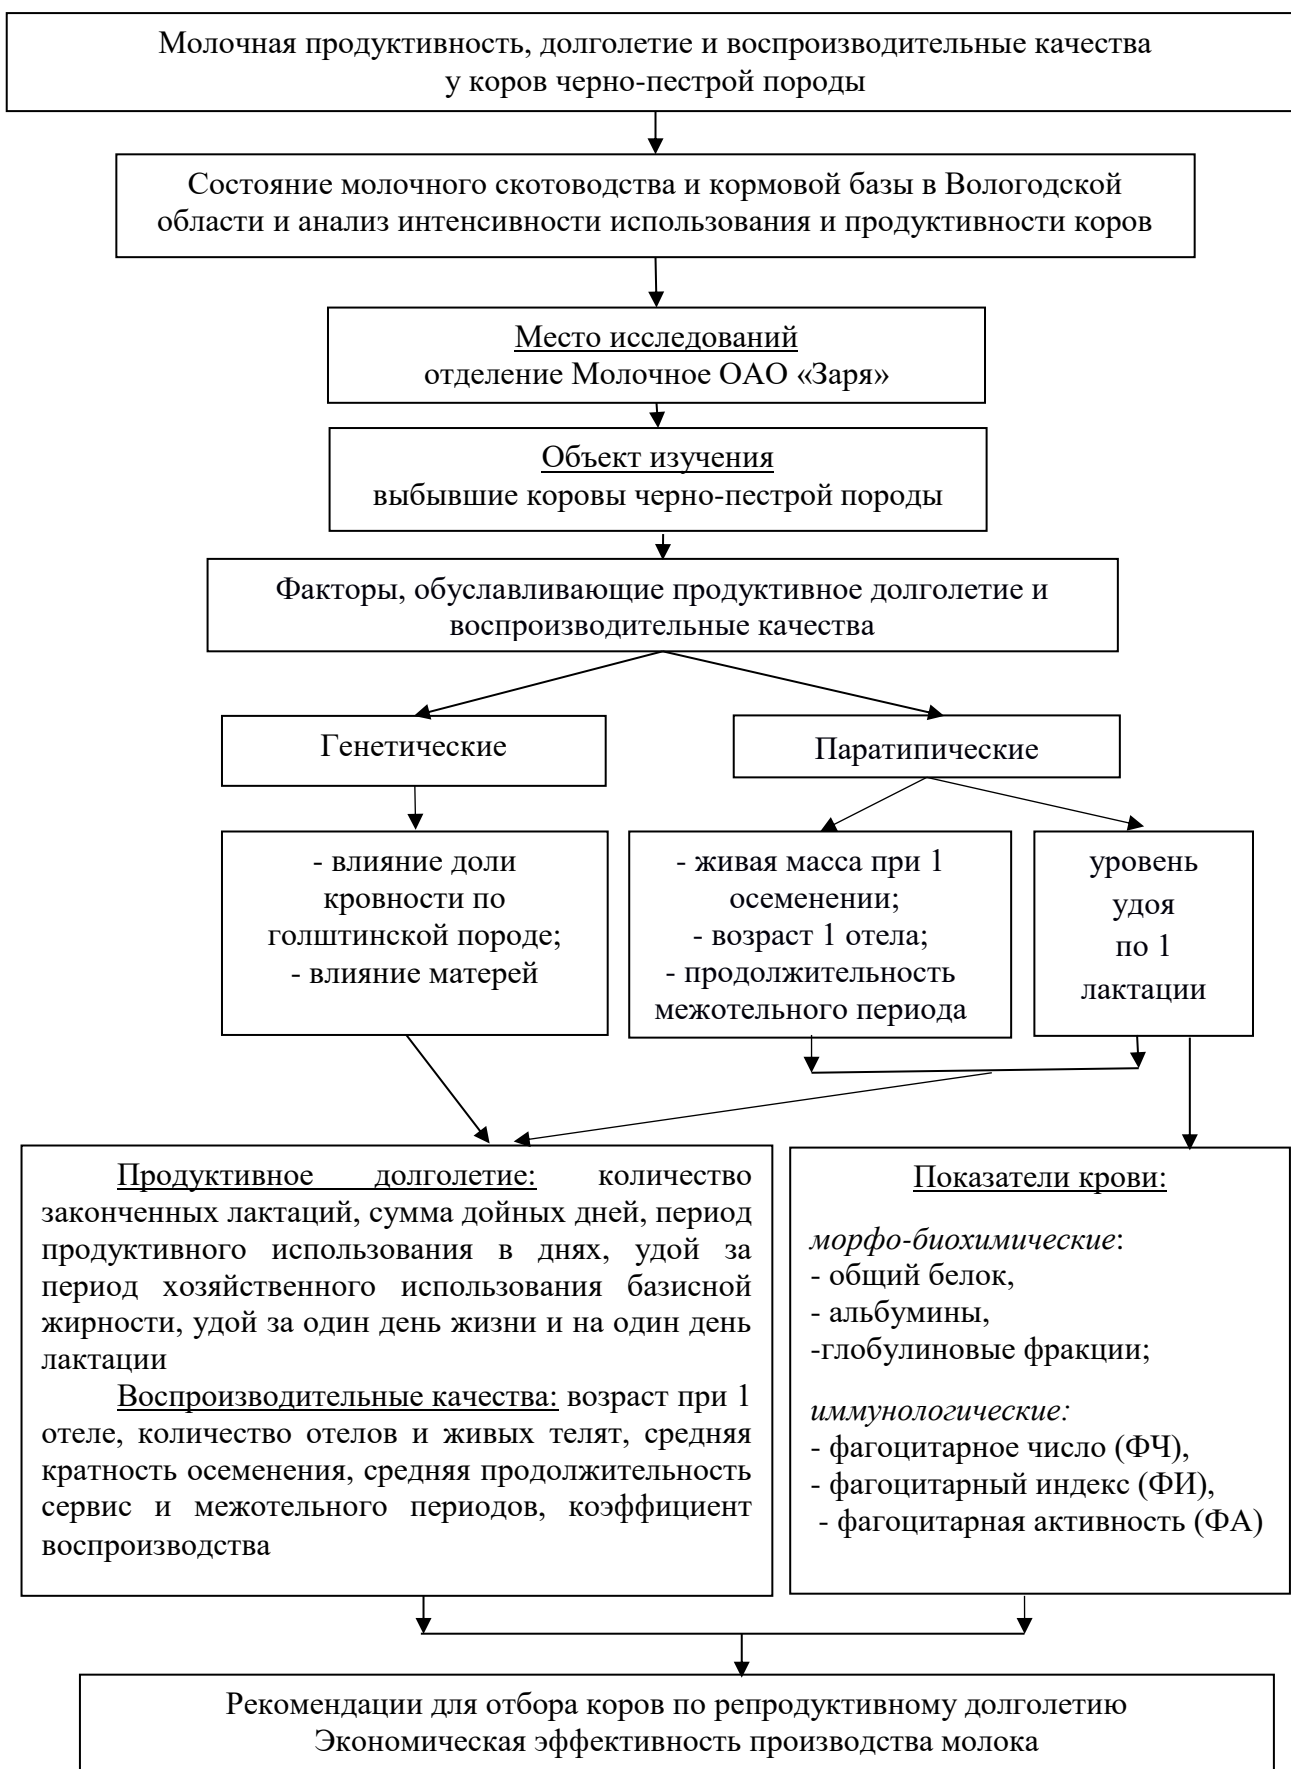 Молочная продуктивность, долголетие и воспроизводительные качества
у коров черно-пестрой породы
Состояние молочного скотоводства и кормовой базы в Вологодской
области и анализ интенсивности использования и продуктивности коров
Место исследований
отделение Молочное ОАО «Заря»
Объект изучения
выбывшие коровы черно-пестрой породы
Факторы, обуславливающие продуктивное долголетие и
воспроизводительные качества
Генетические
Паратипические
- влияние доли
кровности по
голштинской породе;
- влияние матерей
- живая масса при 1
осеменении;
- возраст 1 отела;
- продолжительность
межотельного периода
уровень
удоя
по 1
лактации
Продуктивное долголетие: количество
законченных лактаций, сумма дойных дней, период
продуктивного использования в днях, удой за
период хозяйственного использования базисной
жирности, удой за один день жизни и на один день
лактации
Воспроизводительные качества: возраст при 1
отеле, количество отелов и живых телят, средняя
кратность осеменения, средняя продолжительность
сервис и межотельного периодов, коэффициент
воспроизводства
Показатели крови:
морфо-биохимические:
- общий белок,
- альбумины,
-глобулиновые фракции;
иммунологические:
- фагоцитарное число (ФЧ),
- фагоцитарный индекс (ФИ),
- фагоцитарная активность (ФА)
Рекомендации для отбора коров по репродуктивному долголетию
Экономическая эффективность производства молока